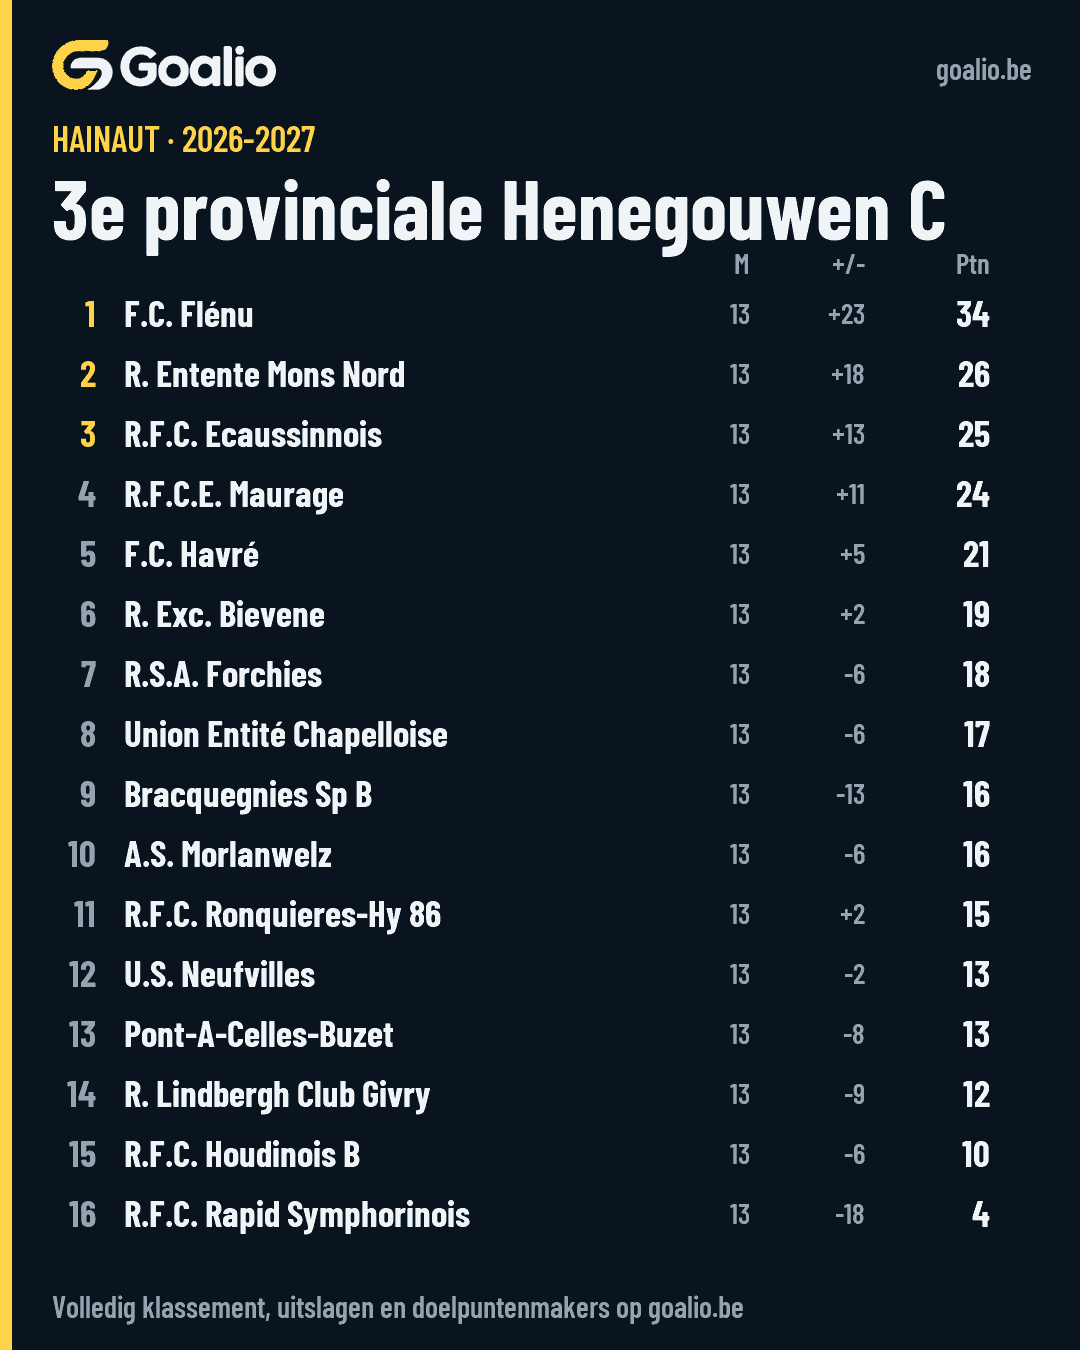 Goalio goalio.be
HAINAUT · 2026-2027
3e provinciale Henegouwen C
M +/- Ptn
1 F.C. Flénu 13 +23 34
2 R. Entente Mons Nord 13 +18 26
3 R.F.C. Ecaussinnois 13 +13 25
4 R.F.C.E. Maurage 13 +11 24
5 F.C. Havré 13 +5 21
6 R. Exc. Bievene 13 +2 19
7 R.S.A. Forchies 13 -6 18
8 Union Entité Chapelloise 13 -6 17
9 Bracquegnies Sp B 13 -13 16
10 A.S. Morlanwelz 13 -6 16
11 R.F.C. Ronquieres-Hy 86 13 +2 15
12 U.S. Neufvilles 13 -2 13
13 Pont-A-Celles-Buzet 13 -8 13
14 R. Lindbergh Club Givry 13 -9 12
15 R.F.C. Houdinois B 13 -6 10
16 R.F.C. Rapid Symphorinois 13 -18 4
Volledig klassement, uitslagen en doelpuntenmakers op goalio.be